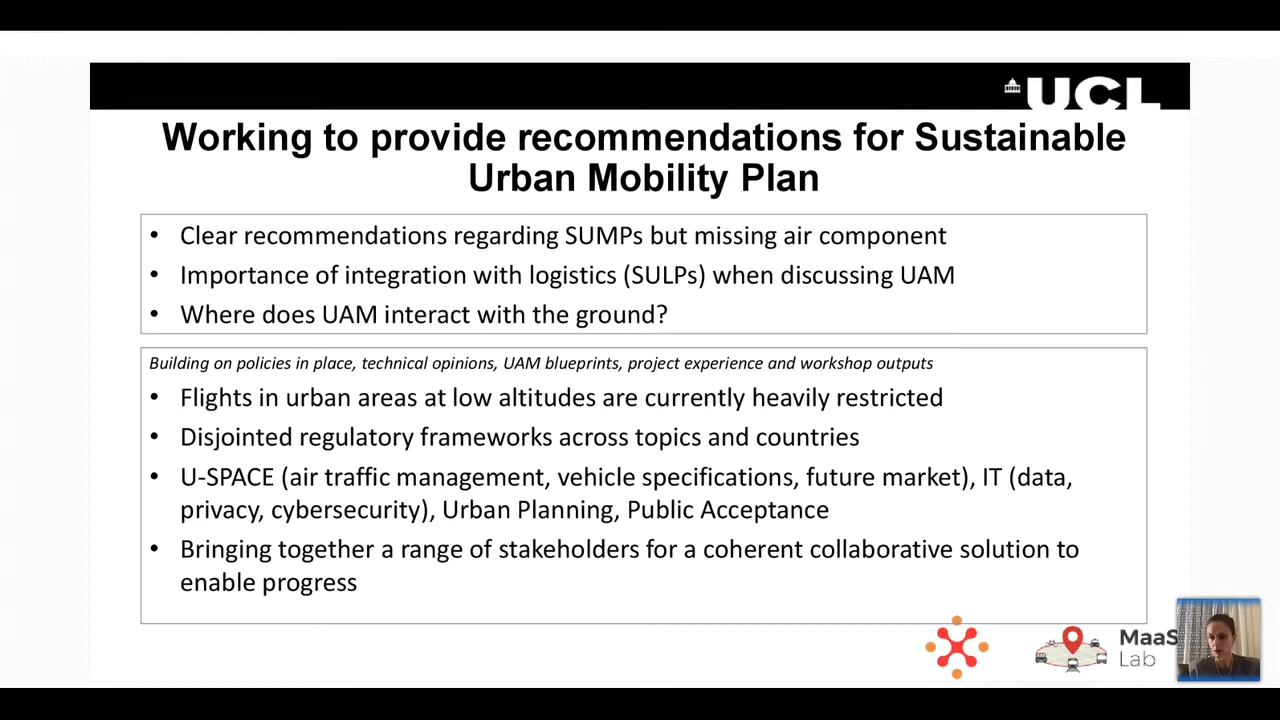 UCL
Working to provide recommendations for Sustainable
Urban Mobility Plan
• Clear recommendations regarding SUMPs but missing air component
• Importance of integration with logistics (SULPs) when discussing UAM
• Where does UAM interact with the ground?
Building on policies in place, technical opinions, UAM blueprints, project experience and workshop outputs
• Flights in urban areas at low altitudes are currently heavily restricted
• Disjointed regulatory frameworks across topics and countries
• U-SPACE (air traffic management, vehicle specifications, future market), IT (data,
privacy, cybersecurity), Urban Planning, Public Acceptance
• Bringing together a range of stakeholders for a coherent collaborative solution to
enable progress
MaaS
Lab